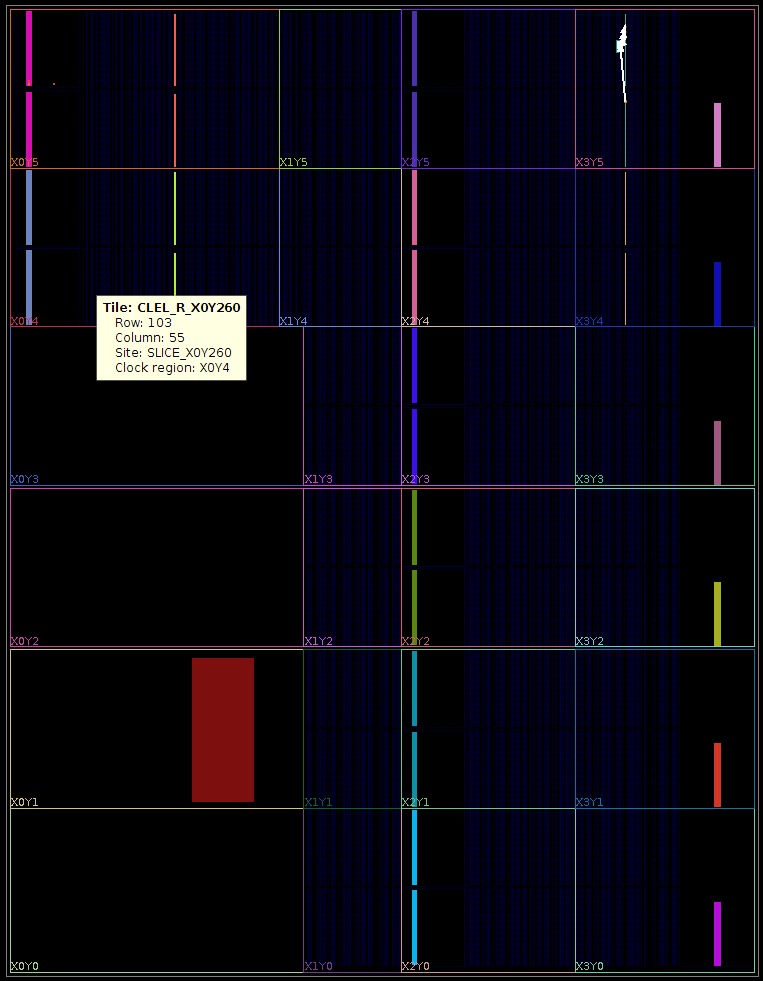 X0Y5
X1Y5
X2Y5
X3Y5
X0Y4
X1Y4
X2Y4
X3Y4
Tile: CLEL_R_X0Y260
Row: 103
Column: 55
Site: SLICE_X0Y260
Clock region: X0Y4
X0Y3
X1Y3
X2Y3
X3Y3
X0Y2
X1Y2
X2Y2
X3Y2
X0Y1
X1Y1
X2Y1
X3Y1
X0Y0
X1Y0
X2Y0
X3Y0